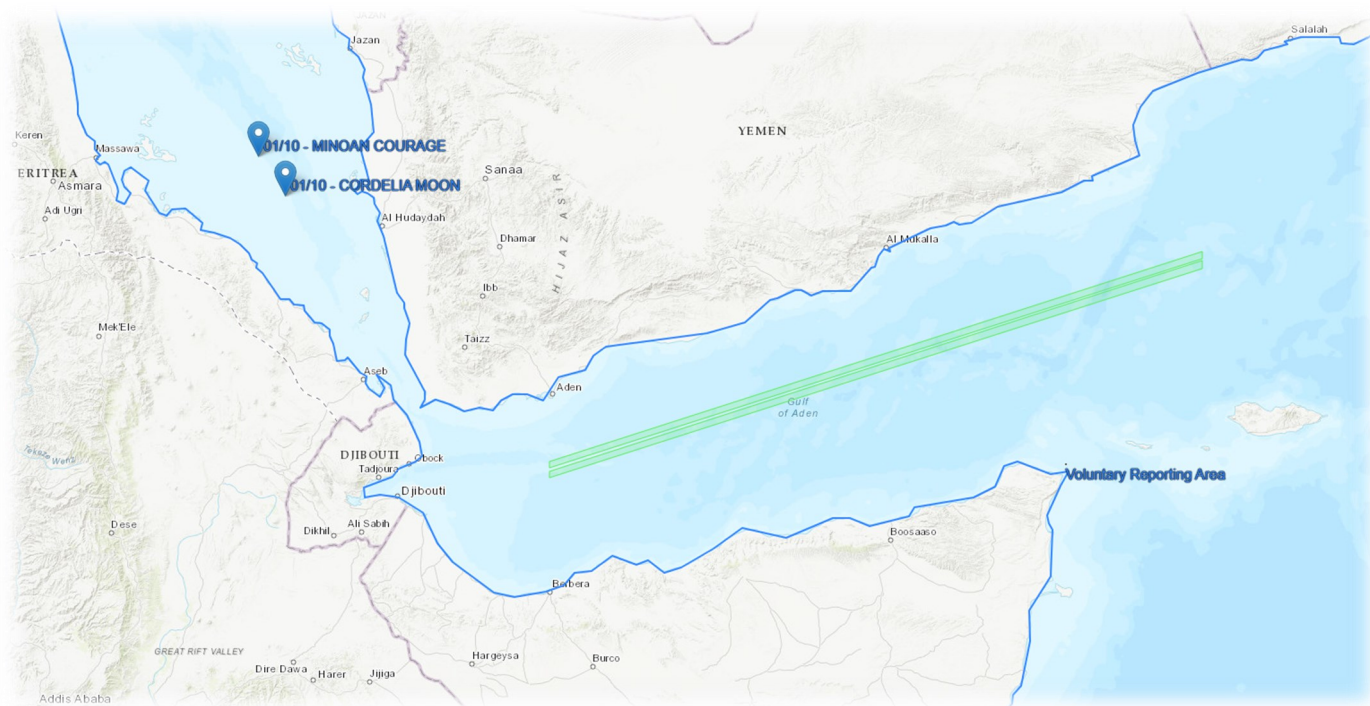 Salalah
Jazan
Keren
Massawa
01/10 - MINOAN COURAGE
YEMEN
ERITREA
Asmara
Sanaa
01/10 - CORDELIA MOON
Adi Ugri
Al Hudaydah
HIJAZ ASIR
Dhamar
Al Mukalla
Ibb
Mek'Ele
Taizz
Aseb
Aden
Gulf
of Aden
DJIBOUTI
Obock
Tadjoura
Voluntary Reporting Area
Djibouti
Dese
Dikhil
Ali Sabih
Boosaaso
Berbera
GREAT RIFT VALLEY
Hargeysa
Burco
Dire Dawa
Harer
Jijiga
Addis Ababa